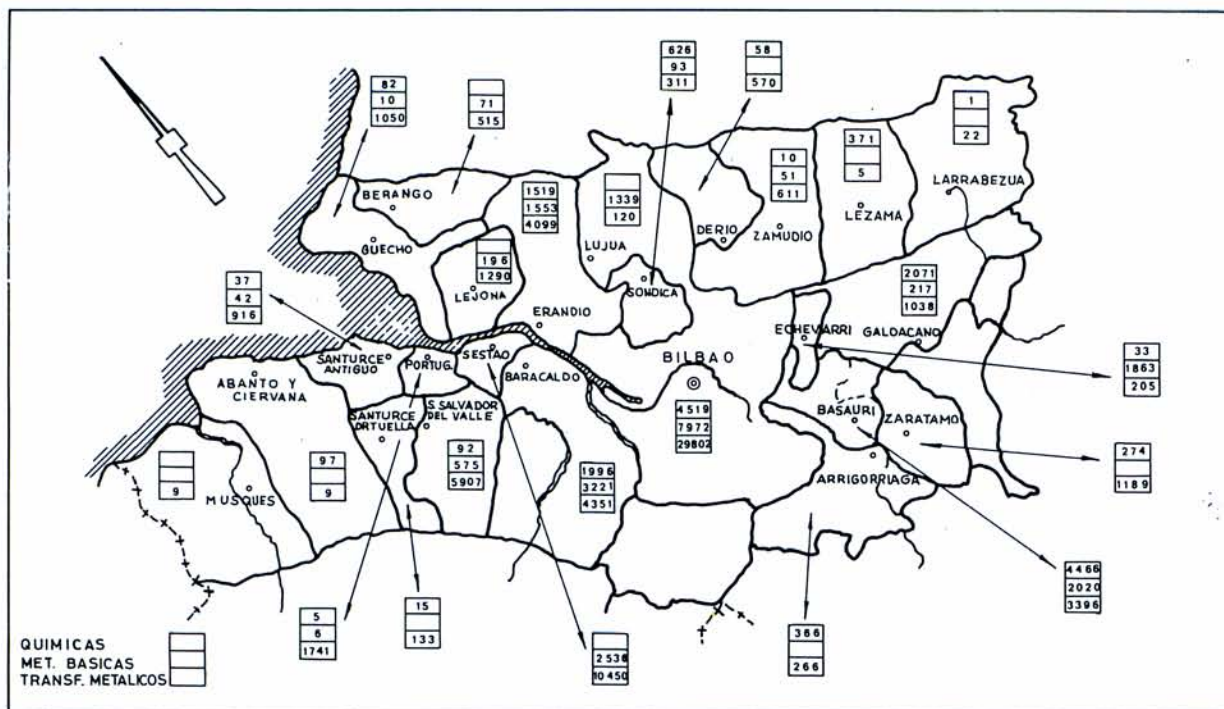 626
93
311
58
570
82
10
1050
71
515
1
22
371
5
10
51
611
1519
1553
4099
1339
120
BERANGO
LARRABEZUA
LEZAMA
DERIO
ZAMUDIO
GUECHO
LUJUA
196
1290
LEJONA
SONDICA
2071
217
1038
37
42
916
ERANDIO
ECHEVARRI
GALDACANO
SANTURCE ANTIGUO
PORTUG.
SESTAO
BARACALDO
BILBAO
33
1863
205
ABANTO Y
CIERVANA
SANTURCE
ORTUELLA
S. SALVADOR
DEL VALLE
4519
7972
29802
BASAURI
ZARATAMO
9
MUSQUES
97
9
92
575
5907
1996
3221
4351
ARRIGORRIAGA
274
1189
4466
2020
3396
5
6
1741
15
133
2538
10450
366
266
QUIMICAS
MET. BASICAS
TRANSF. METALICOS